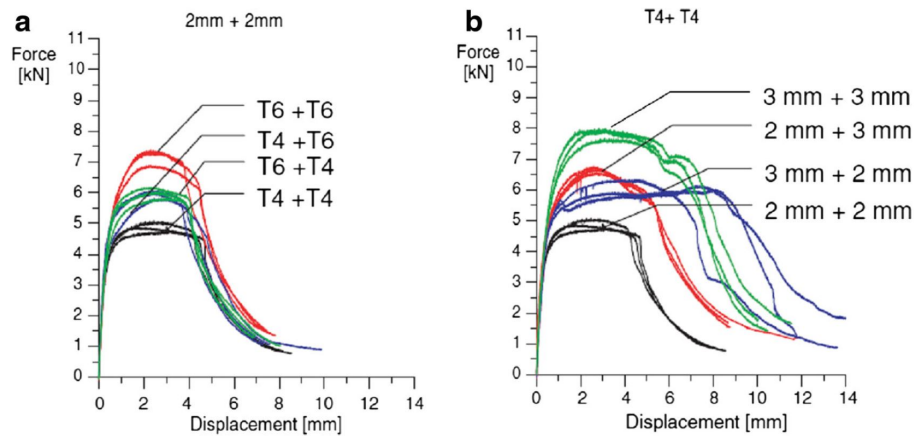 a
2mm + 2mm
Force
[kN]
11
10
9
8
7
6
5
4
3
2
1
0
T6 +T6
T4 +T6
T6 +T4
T4 +T4
0 2 4 6 8 10 12 14
Displacement [mm]
b
T4+ T4
Force
[kN]
11
10
9
8
7
6
5
4
3
2
1
0
3 mm + 3 mm
2 mm + 3 mm
3 mm + 2 mm
2 mm + 2 mm
0 2 4 6 8 10 12 14
Displacement [mm]